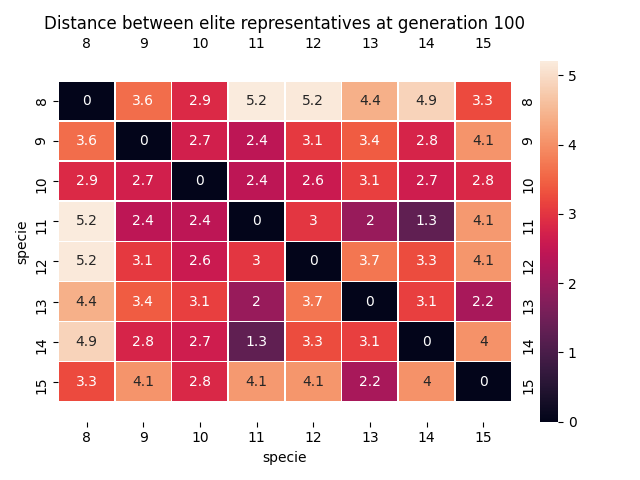 Distance between elite representatives at generation 100
8 9 10 11 12 13 14 15
8 0 3.6 2.9 5.2 5.2 4.4 4.9 3.3 8
9 3.6 0 2.7 2.4 3.1 3.4 2.8 4.1 9
10 2.9 2.7 0 2.4 2.6 3.1 2.7 2.8 10
11 5.2 2.4 2.4 0 3 2 1.3 4.1 11
12 5.2 3.1 2.6 3 0 3.7 3.3 4.1 12
13 4.4 3.4 3.1 2 3.7 0 3.1 2.2 13
14 4.9 2.8 2.7 1.3 3.3 3.1 0 4 14
15 3.3 4.1 2.8 4.1 4.1 2.2 4 0 15
8 9 10 11 12 13 14 15
specie
specie
5
4
3
2
1
0